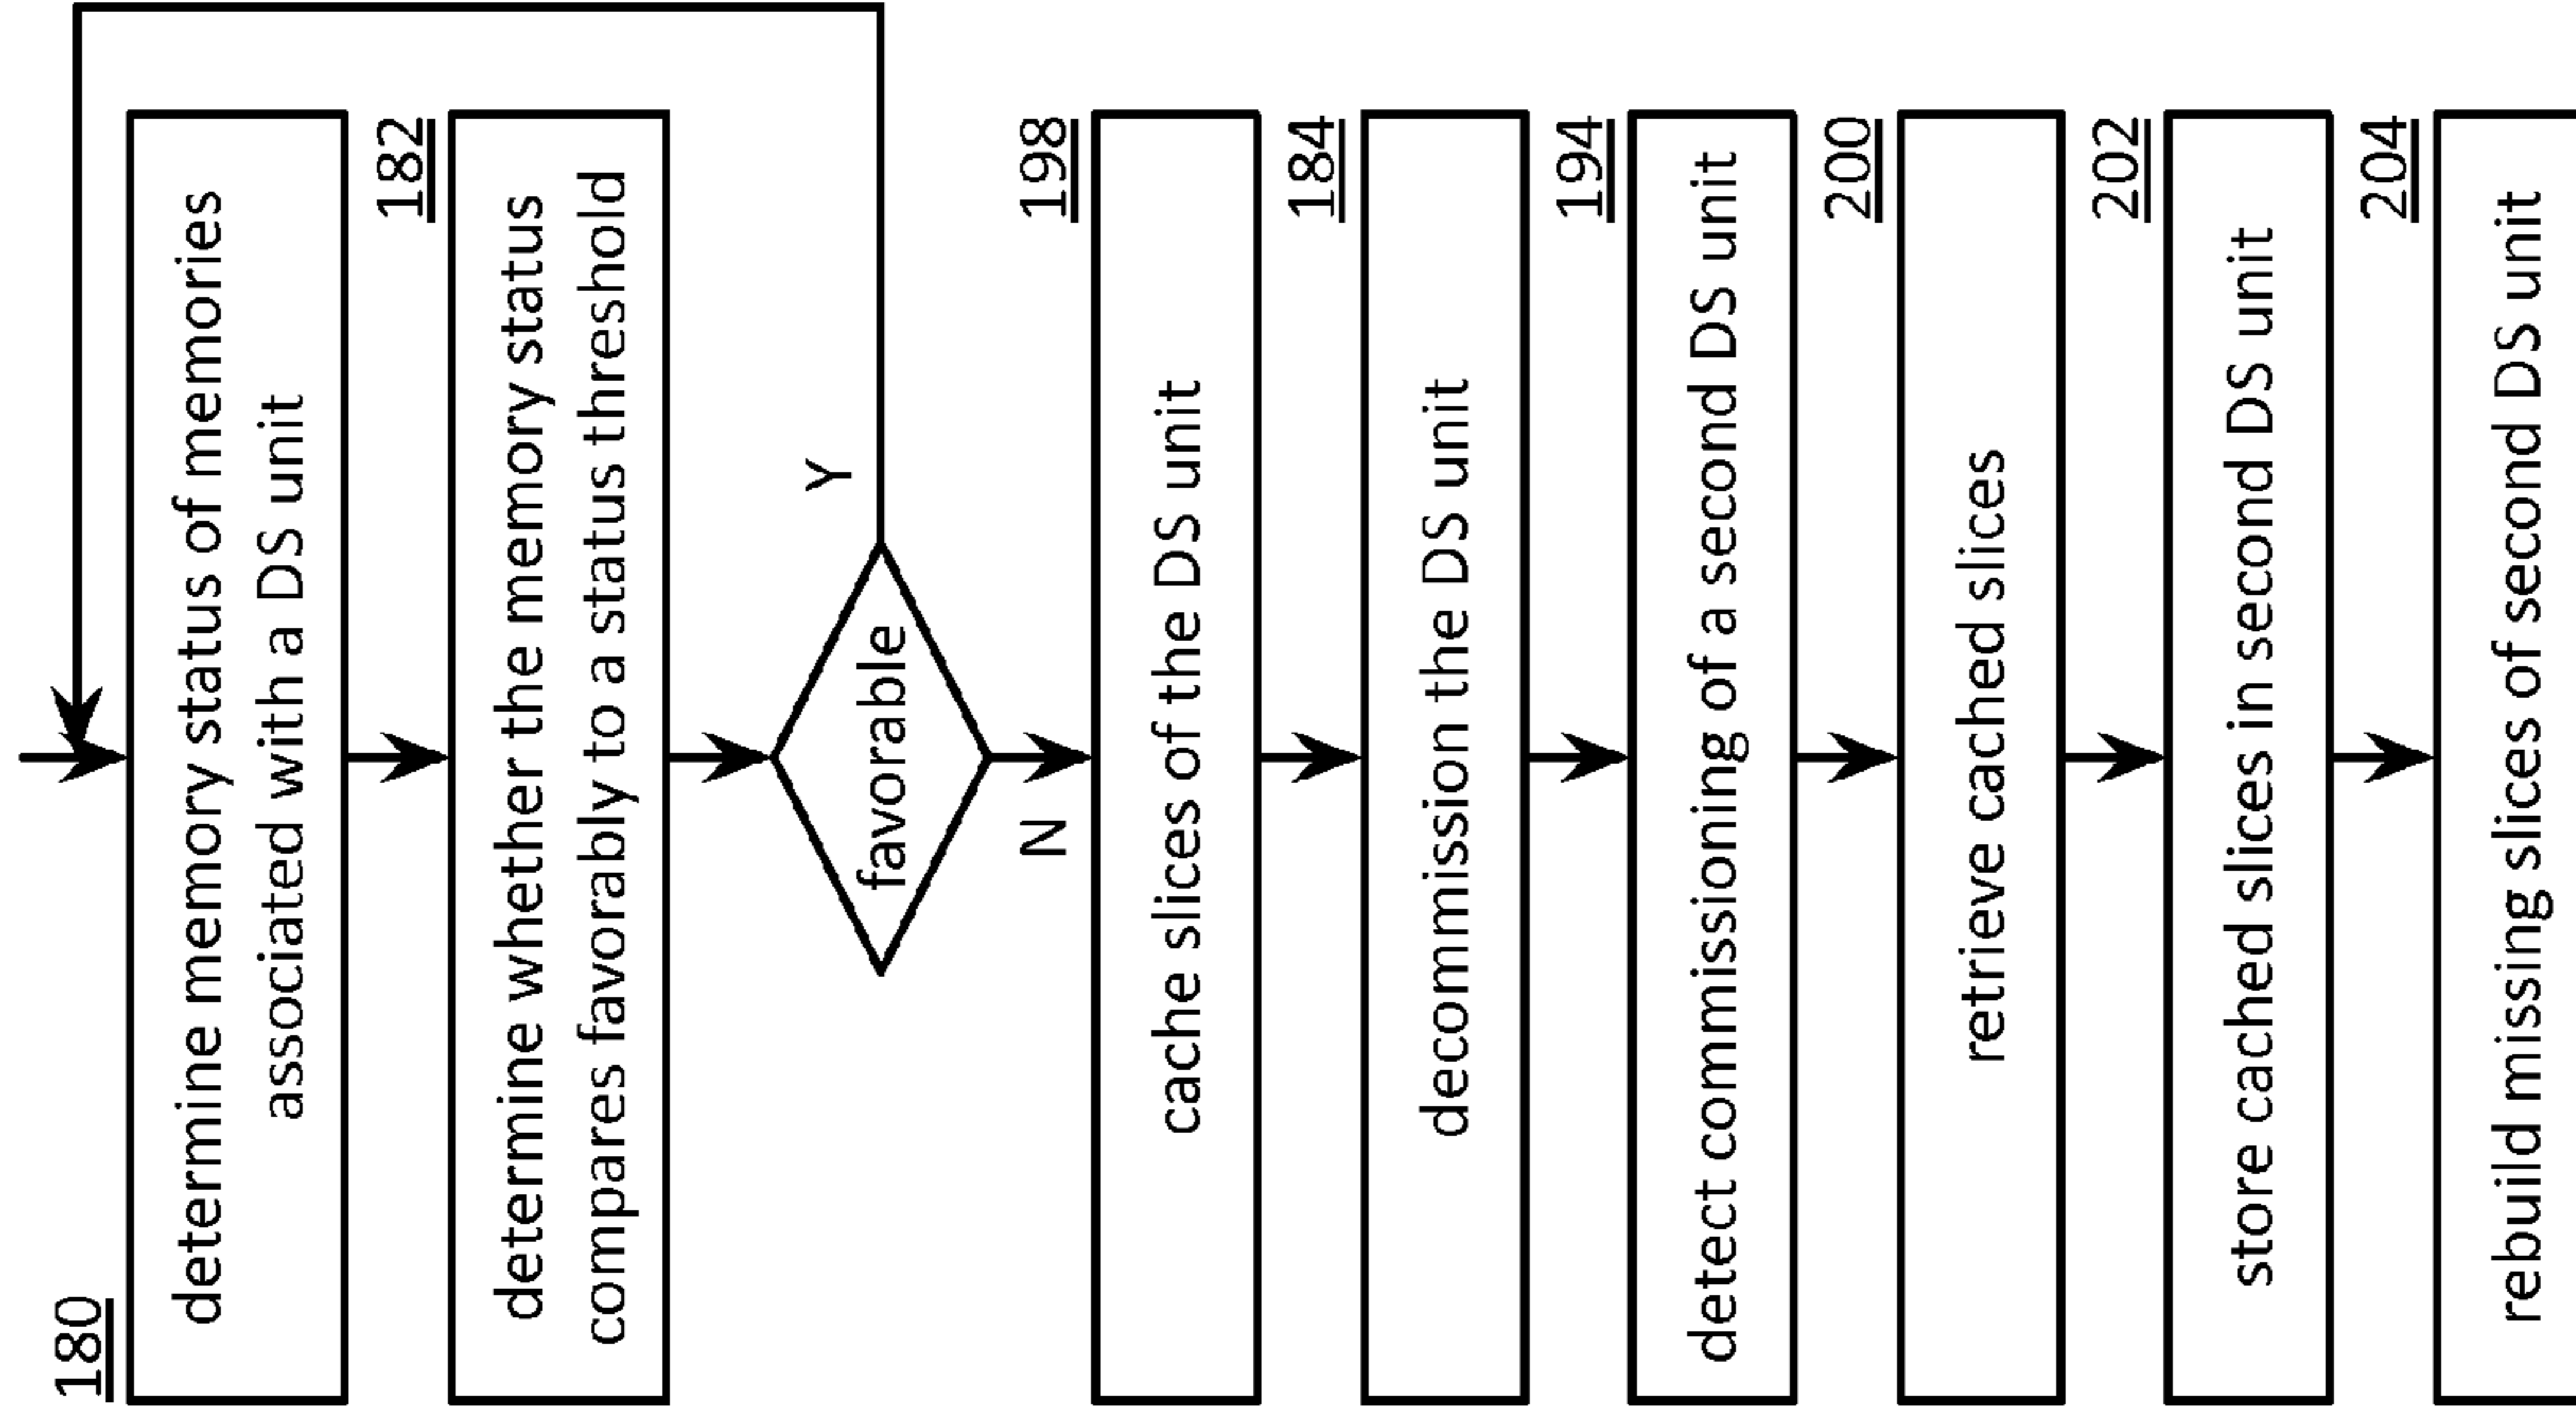 180
determine memory status of memories
associated with a DS unit
182
determine whether the memory status
compares favorably to a status threshold
favorable
Y
N
198
cache slices of the DS unit
184
decommission the DS unit
194
detect commissioning of a second DS unit
200
retrieve cached slices
202
store cached slices in second DS unit
204
rebuild missing slices of second DS unit